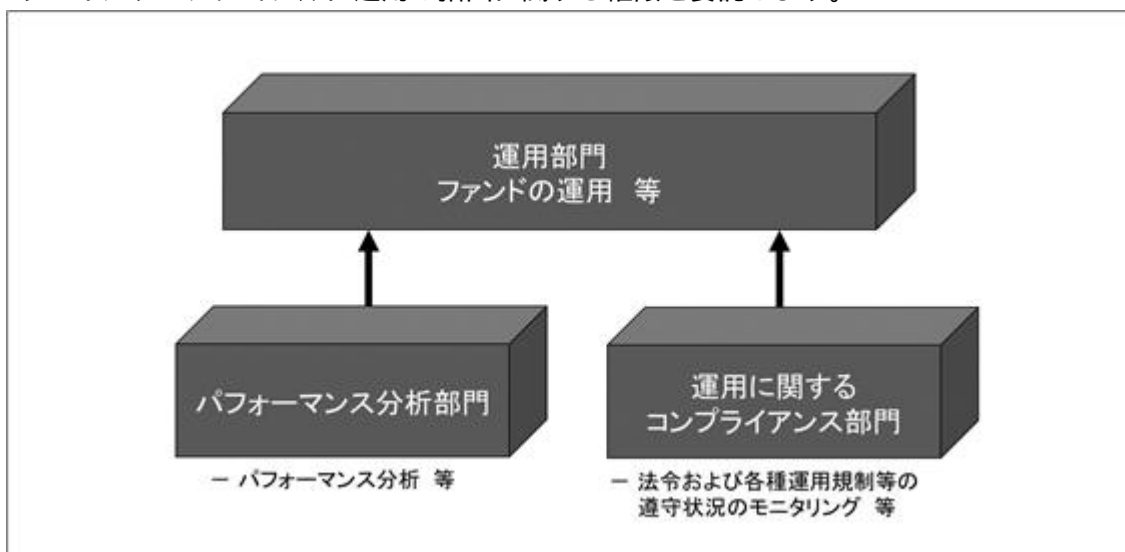 運用部門
ファンドの運用 等
パフォーマンス分析部門
運用に関する
コンプライアンス部門
－ パフォーマンス分析 等
－ 法令および各種運用規制等の
遵守状況のモニタリング 等